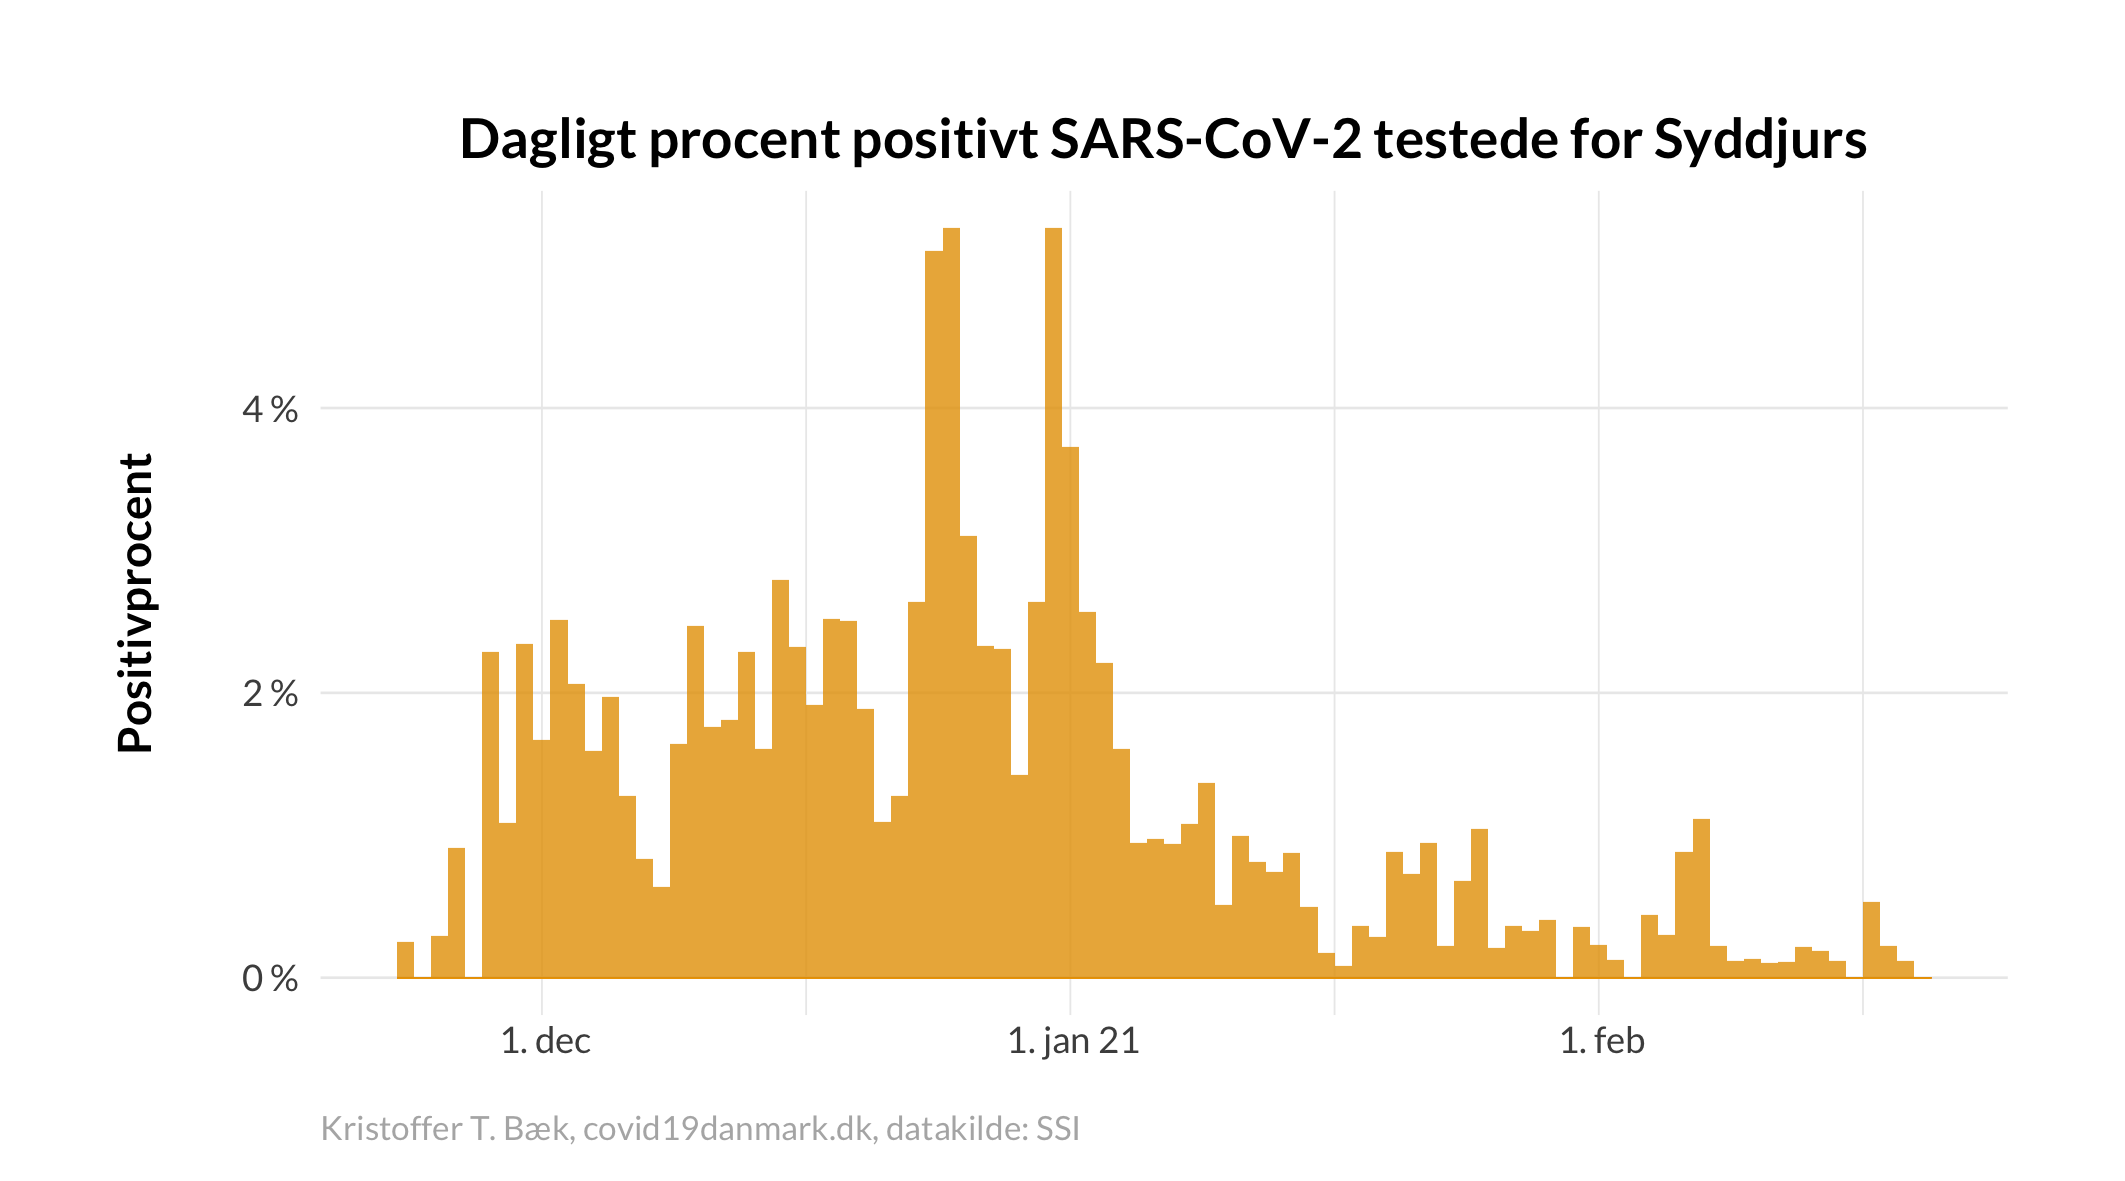 Dagligt procent positivt SARS-CoV-2 testede for Syddjurs
Positivprocent
4 %
2 %
0 %
1. dec
1. jan 21
1. feb
Kristoffer T. Bæk, covid19danmark.dk, datakilde: SSI